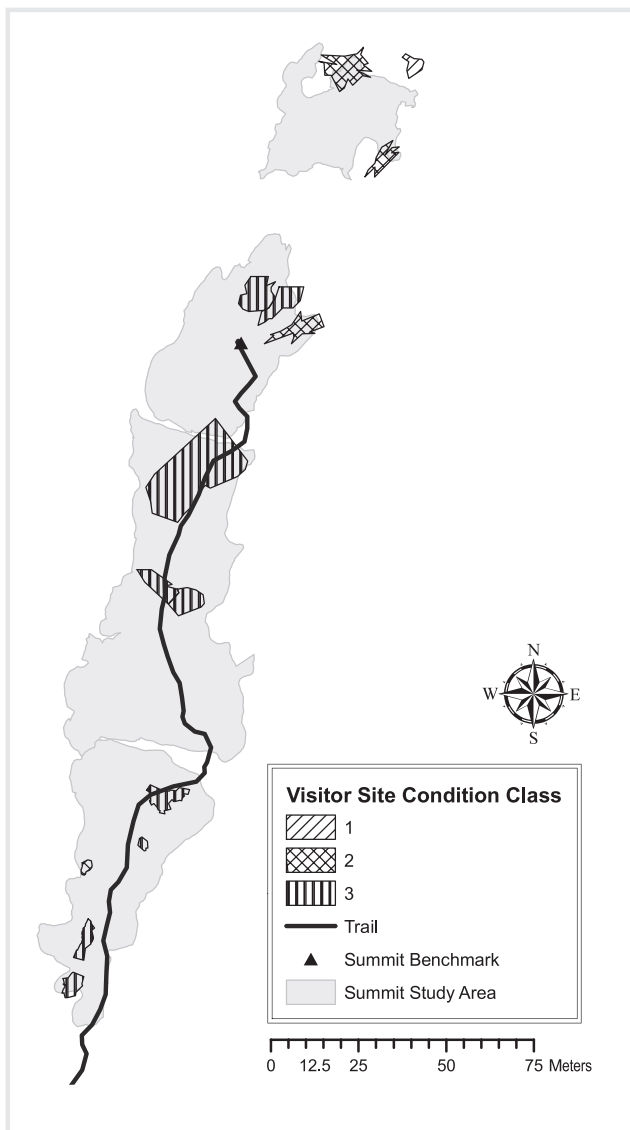 N
W E
S
Visitor Site Condition Class
1
2
3
Trail
Summit Benchmark
Summit Study Area
0 12.5 25 50 75 Meters